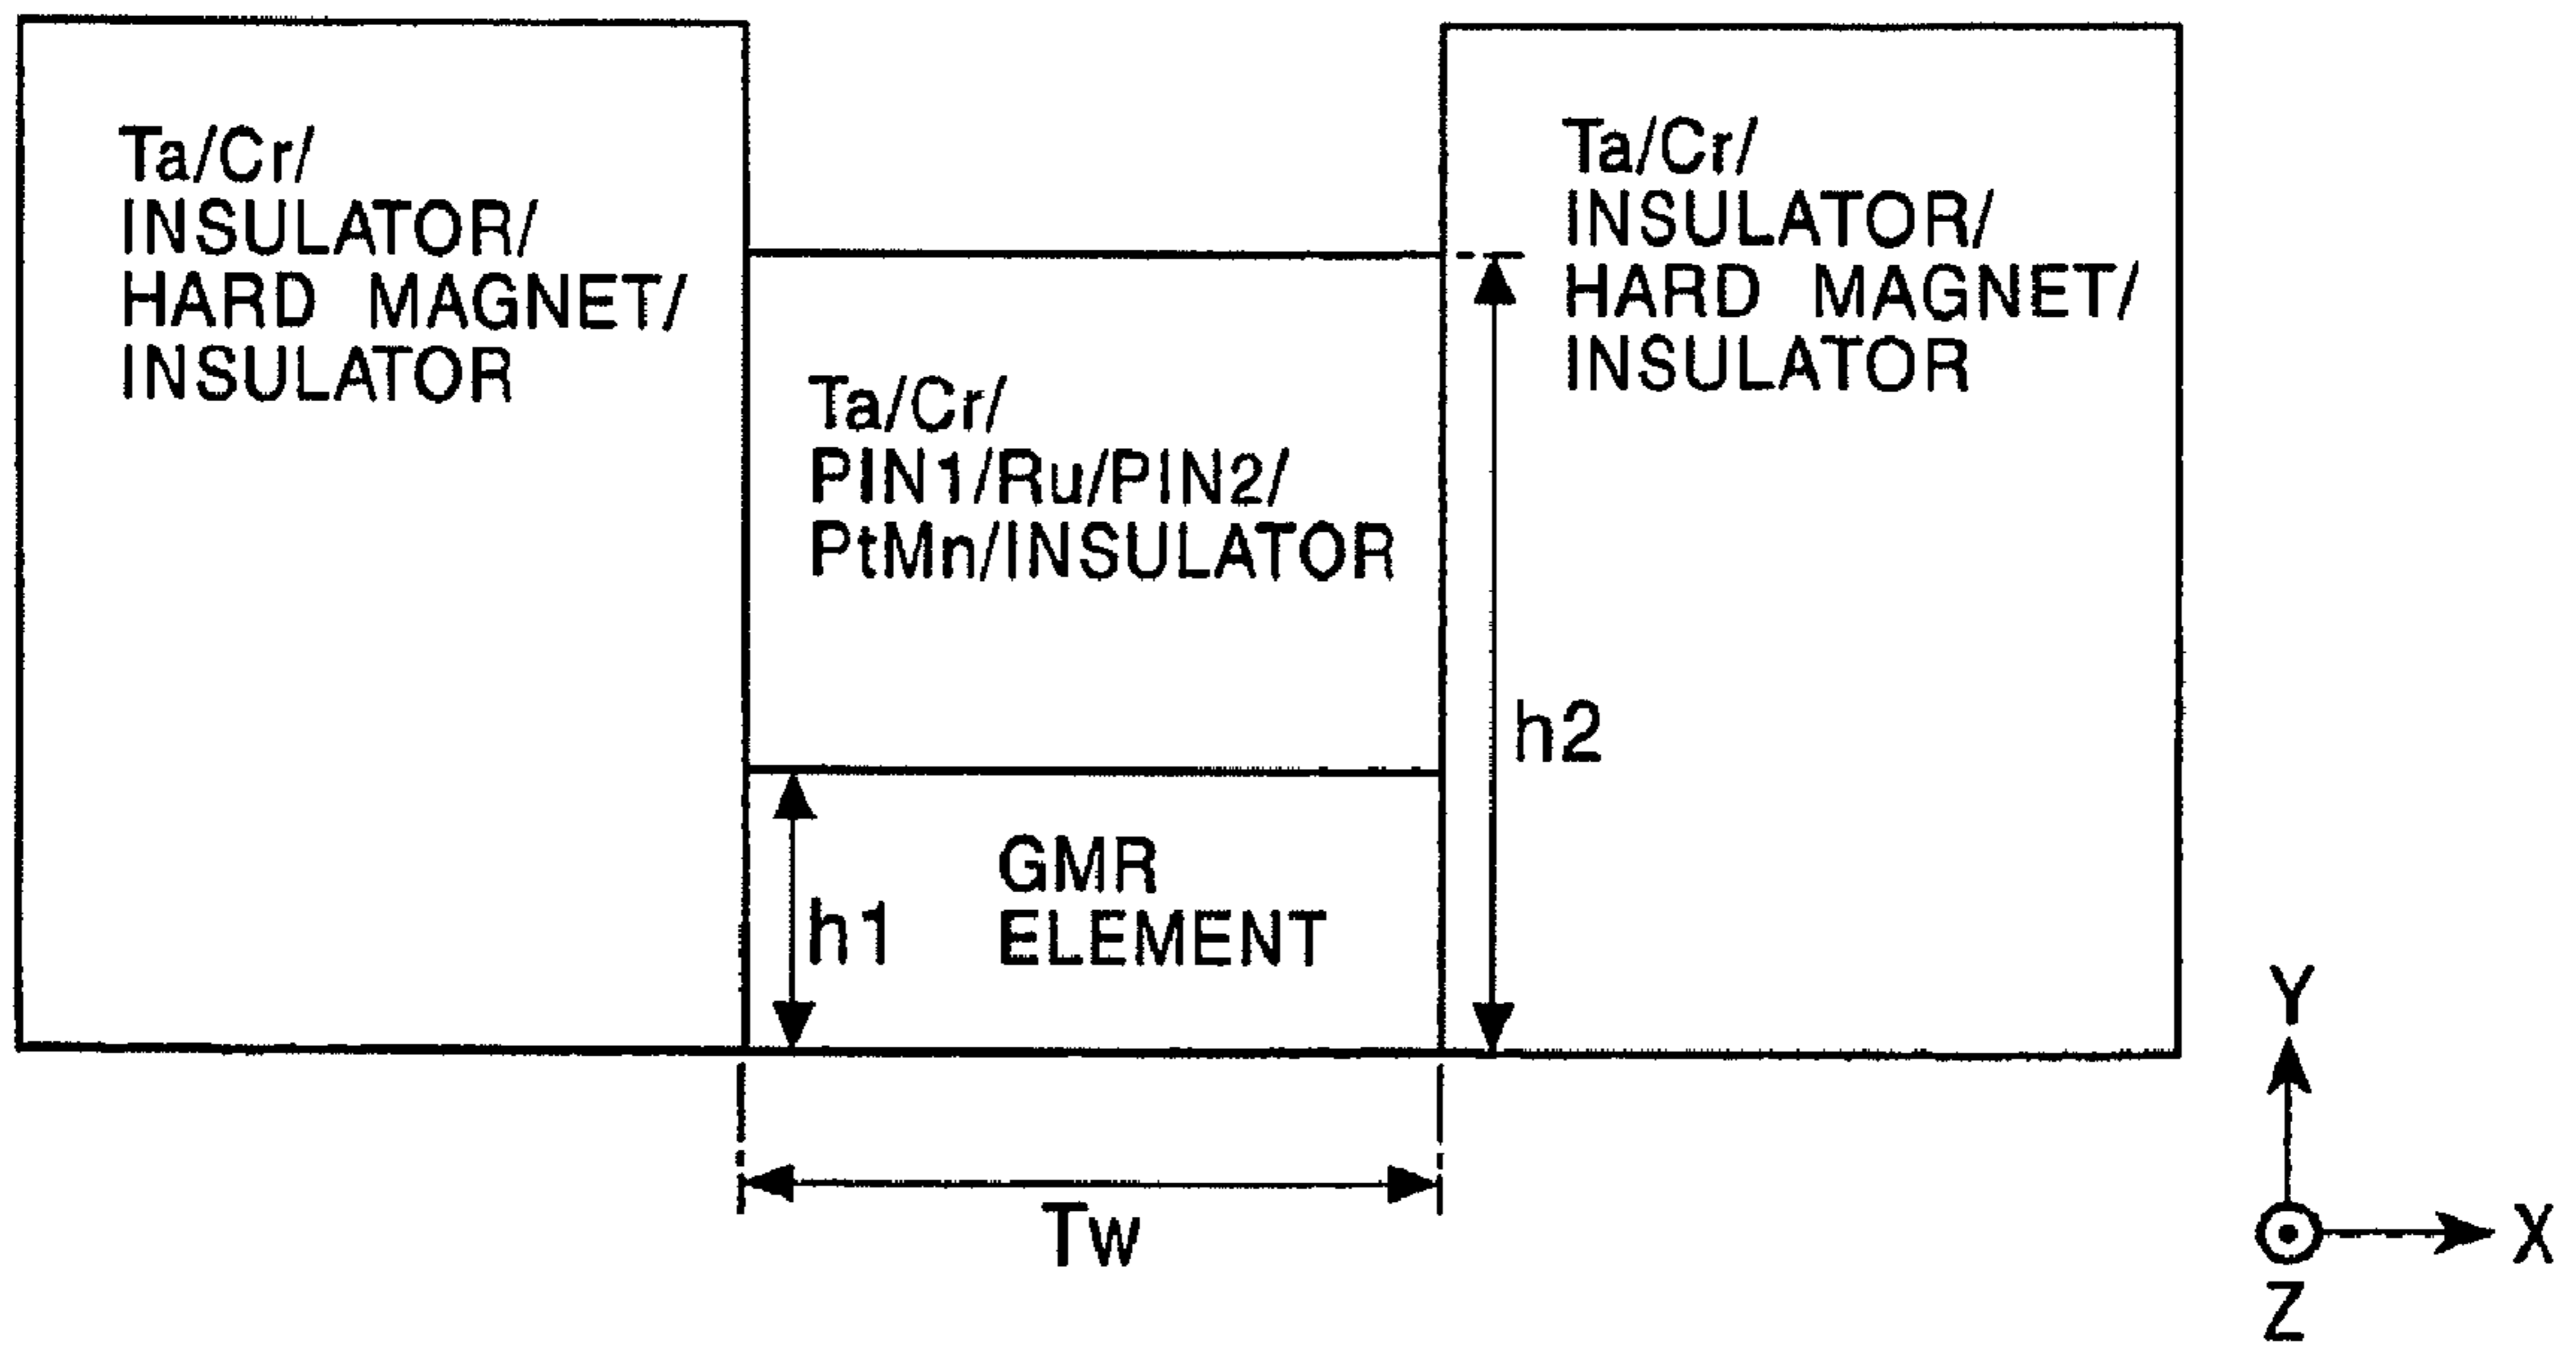 Ta/Cr/
INSULATOR/
HARD MAGNET/
INSULATOR
Ta/Cr/
PIN1/Ru/PIN2/
PtMn/INSULATOR
Ta/Cr/
INSULATOR/
HARD MAGNET/
INSULATOR
h2
h1
GMR
ELEMENT
Tw
Y
X
Z